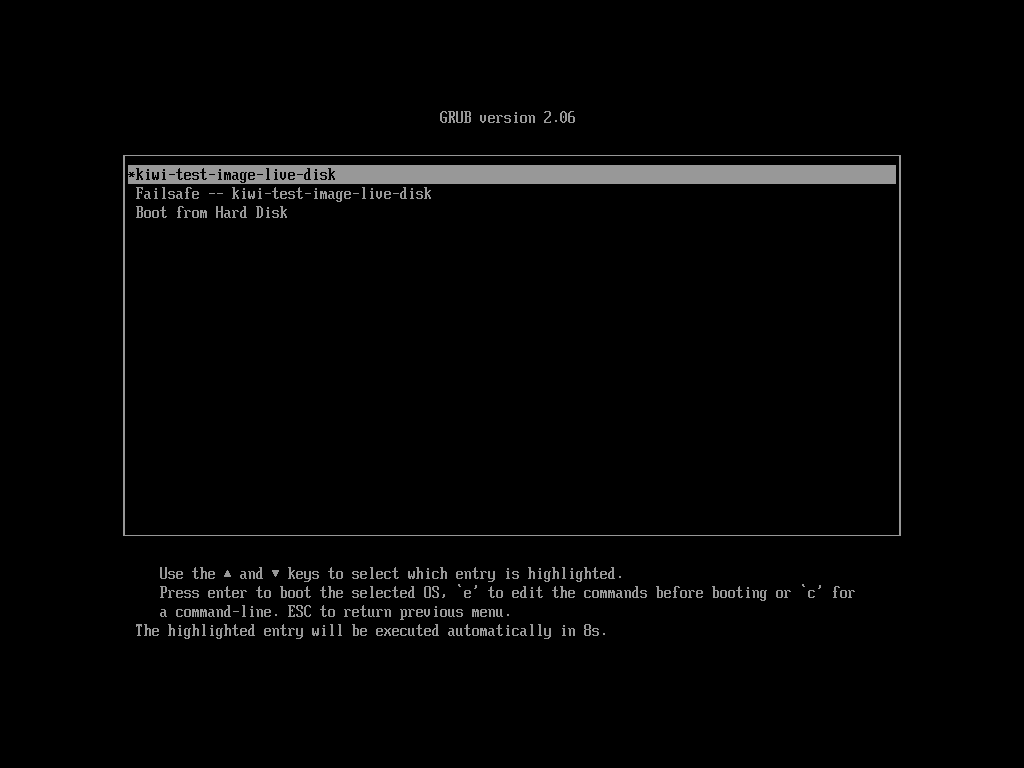 GRUB version 2.06
*kiwi-test-image-live-disk
Failsafe -- kiwi-test-image-live-disk
Boot from Hard Disk
Use the ▲ and ▼ keys to select which entry is highlighted.
Press enter to boot the selected OS, `e' to edit the commands before booting or `c' for
a command-line. ESC to return previous menu.
The highlighted entry will be executed automatically in 8s.